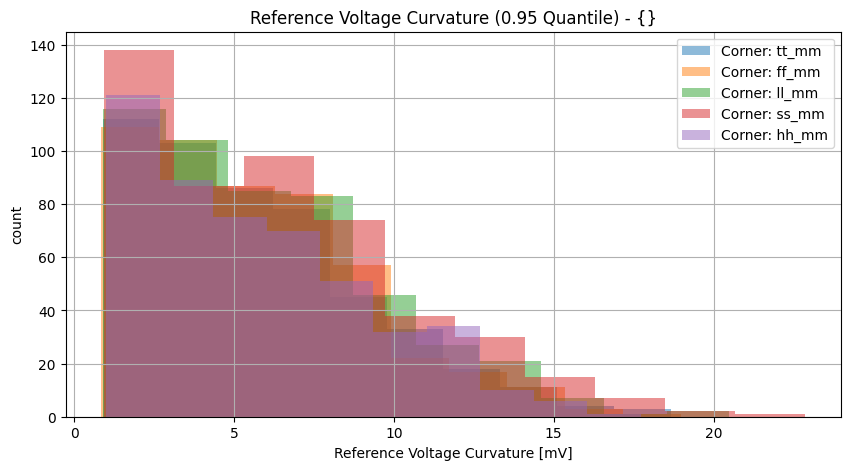 Reference Voltage Curvature (0.95 Quantile) - {}
Corner: tt_mm
Corner: ff_mm
Corner: ll_mm
Corner: ss_mm
Corner: hh_mm
140
120
100
80
60
40
20
0
count
0 5 10 15 20
Reference Voltage Curvature [mV]